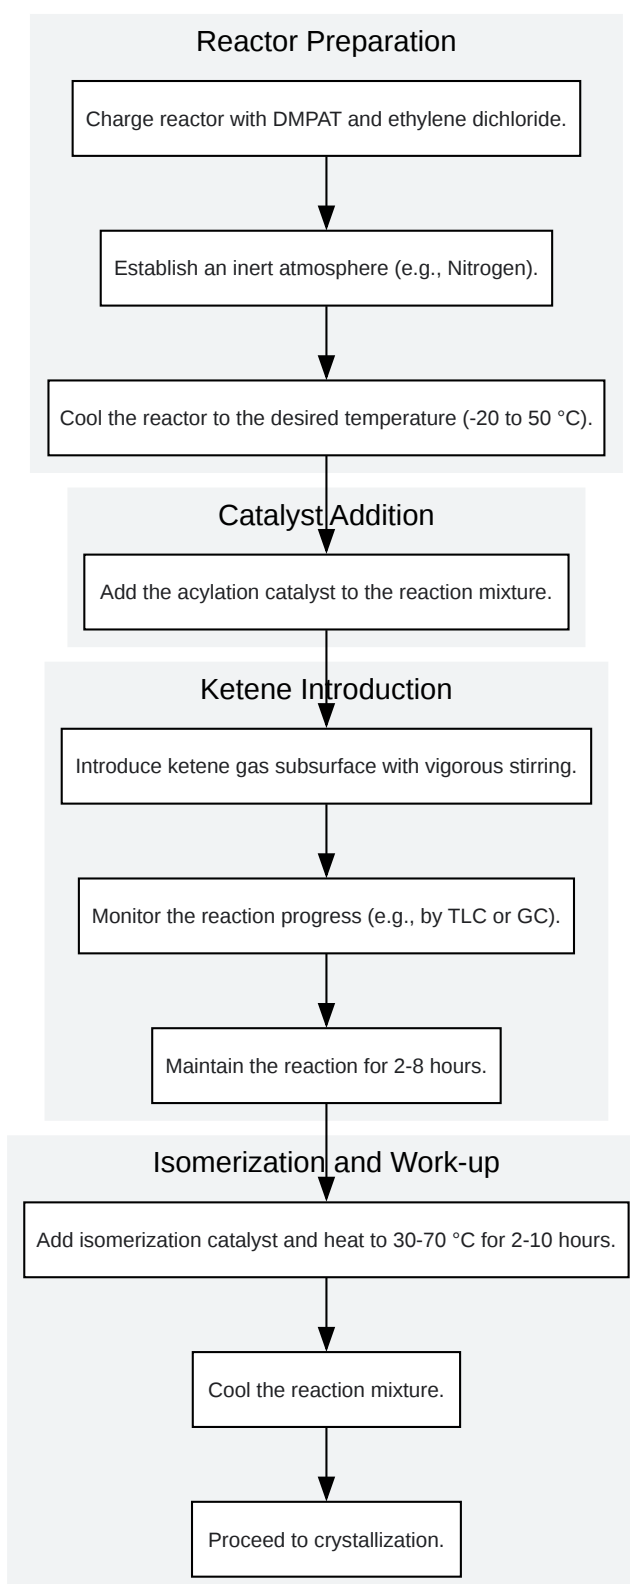 Reactor Preparation
Charge reactor with DMPAT and ethylene dichloride.
Establish an inert atmosphere (e.g., Nitrogen).
Cool the reactor to the desired temperature (-20 to 50 °C).
Catalyst Addition
Add the acylation catalyst to the reaction mixture.
Ketene Introduction
Introduce ketene gas subsurface with vigorous stirring.
Monitor the reaction progress (e.g., by TLC or GC).
Maintain the reaction for 2-8 hours.
Isomerization and Work-up
Add isomerization catalyst and heat to 30-70 °C for 2-10 hours.
Cool the reaction mixture.
Proceed to crystallization.